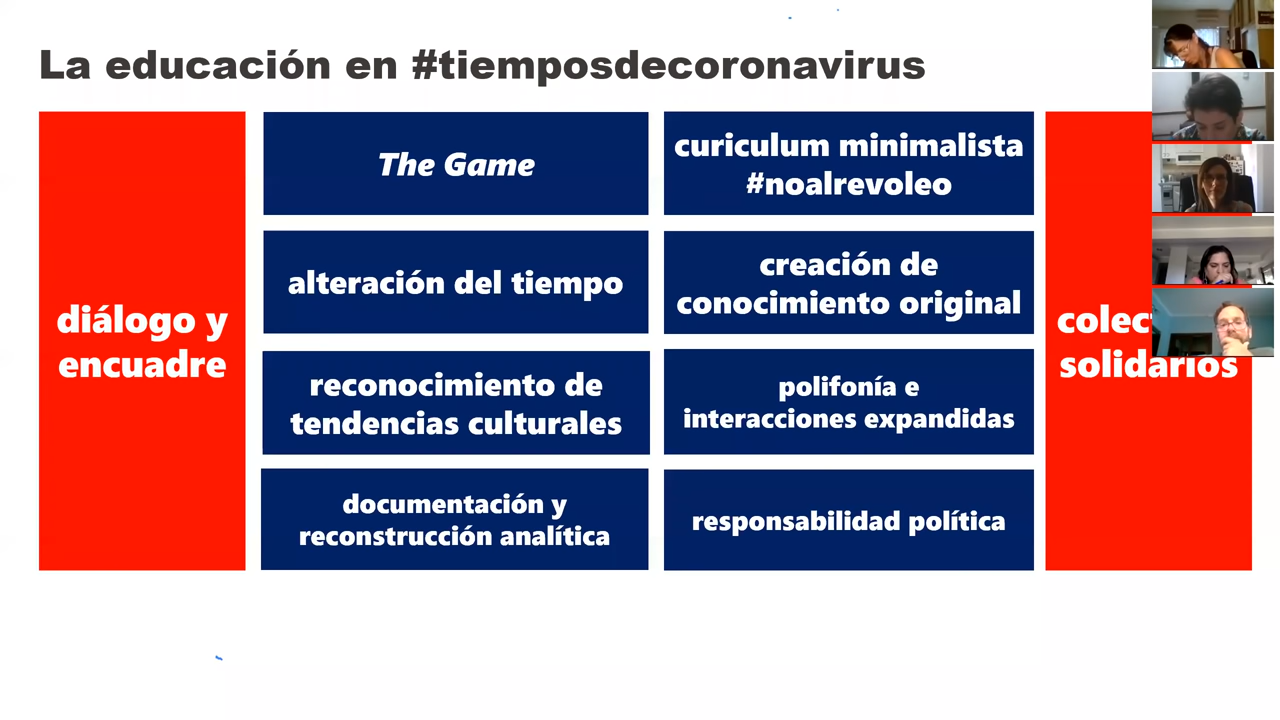 La educación en #tiemposdecoronavirus
diálogo y
encuadre
The Game
curiculum minimalista
#noalrevoleo
alteración del tiempo
creación de
conocimiento original
reconocimiento de
tendencias culturales
polifonía e
interacciones expandidas
documentación y
reconstrucción analítica
responsabilidad política
solidarios